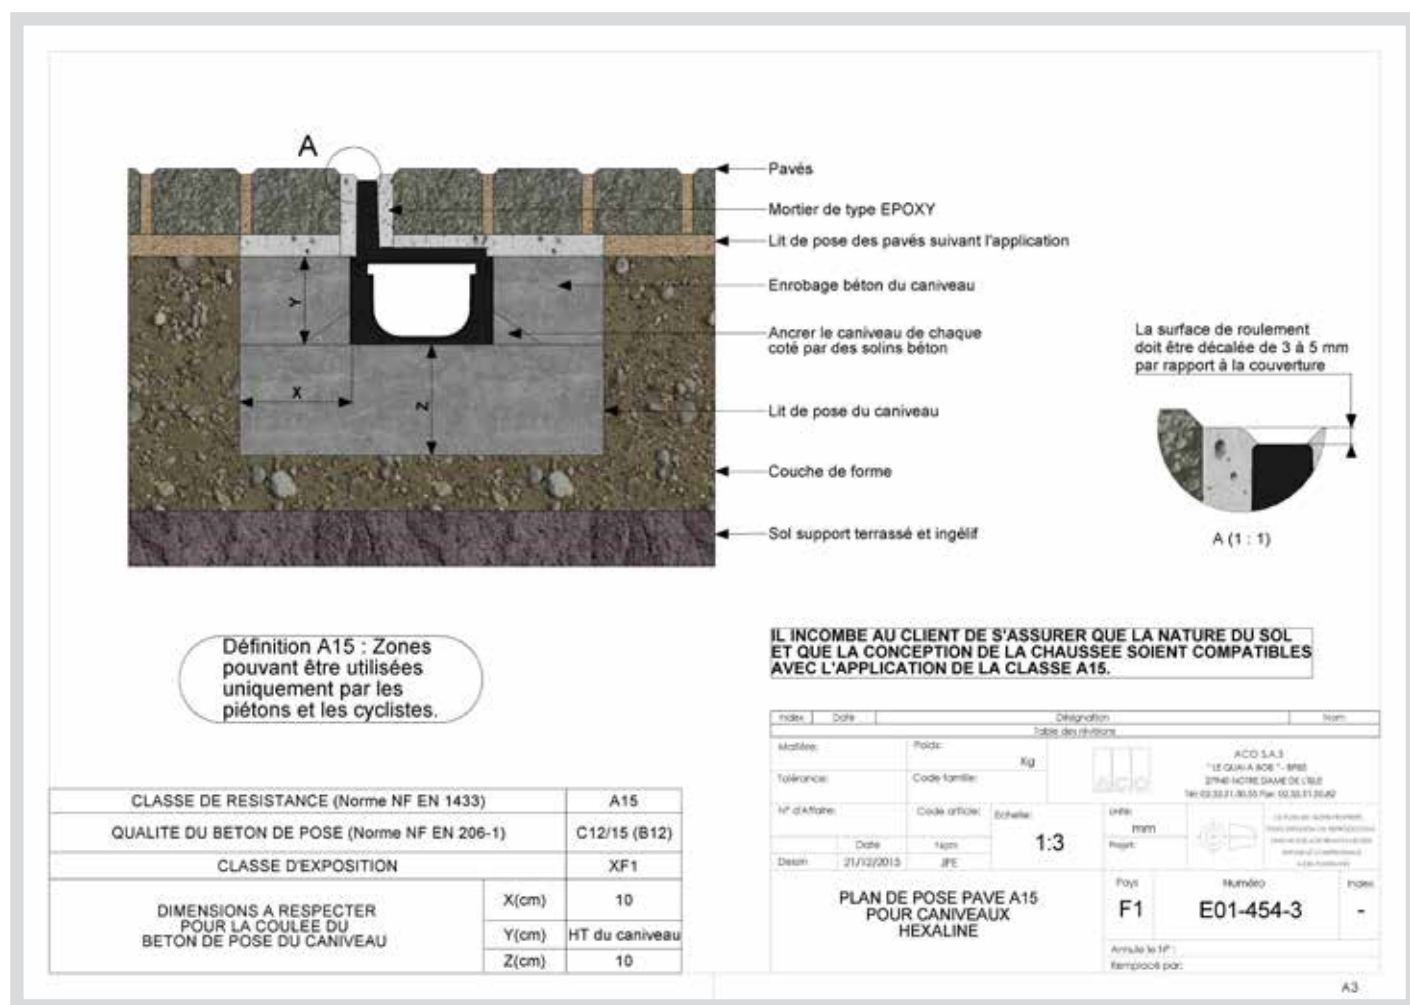 A
Pavés
Mortier de type EPOXY
Lit de pose des pavés suivant l'application
Enrobage béton du caniveau
Ancrer le caniveau de chaque
coté par des solins béton
Lit de pose du caniveau
Couche de forme
Sol support terrassé et ingélif
Y
X
Z
La surface de roulement
doit être décalée de 3 à 5 mm
par rapport à la couverture
A (1 : 1)
Définition A15 : Zones
pouvant être utilisées
uniquement par les
piétons et les cyclistes.
IL INCOMBE AU CLIENT DE S'ASSURER QUE LA NATURE DU SOL
ET QUE LA CONCEPTION DE LA CHAUSSEE SOIENT COMPATIBLES
AVEC L'APPLICATION DE LA CLASSE A15.
CLASSE DE RESISTANCE (Norme NF EN 1433) A15
QUALITE DU BETON DE POSE (Norme NF EN 206-1) C12/15 (B12)
CLASSE D'EXPOSITION XF1
DIMENSIONS A RESPECTER
POUR LA COULEE DU
BETON DE POSE DU CANIVEAU
X(cm) 10
Y(cm) HT du caniveau
Z(cm) 10
Index Date Désignation Nom
Table des révisions
Matière: Poids: Kg
Tolérance: Code famille:
N° d'Affaire: Code article: Echelle: 1:3
Unité: mm
Projet:
ACO
ACO S.A.S
27940 NOTRE DAME DE L'ISLE
Date Nom
Dessin 21/12/2015 JPE
PLAN DE POSE PAVE A15
POUR CANIVEAUX
HEXALINE
Pays Numéro Index
F1 E01-454-3 -
Annule le N° :
Remplacé par:
A3